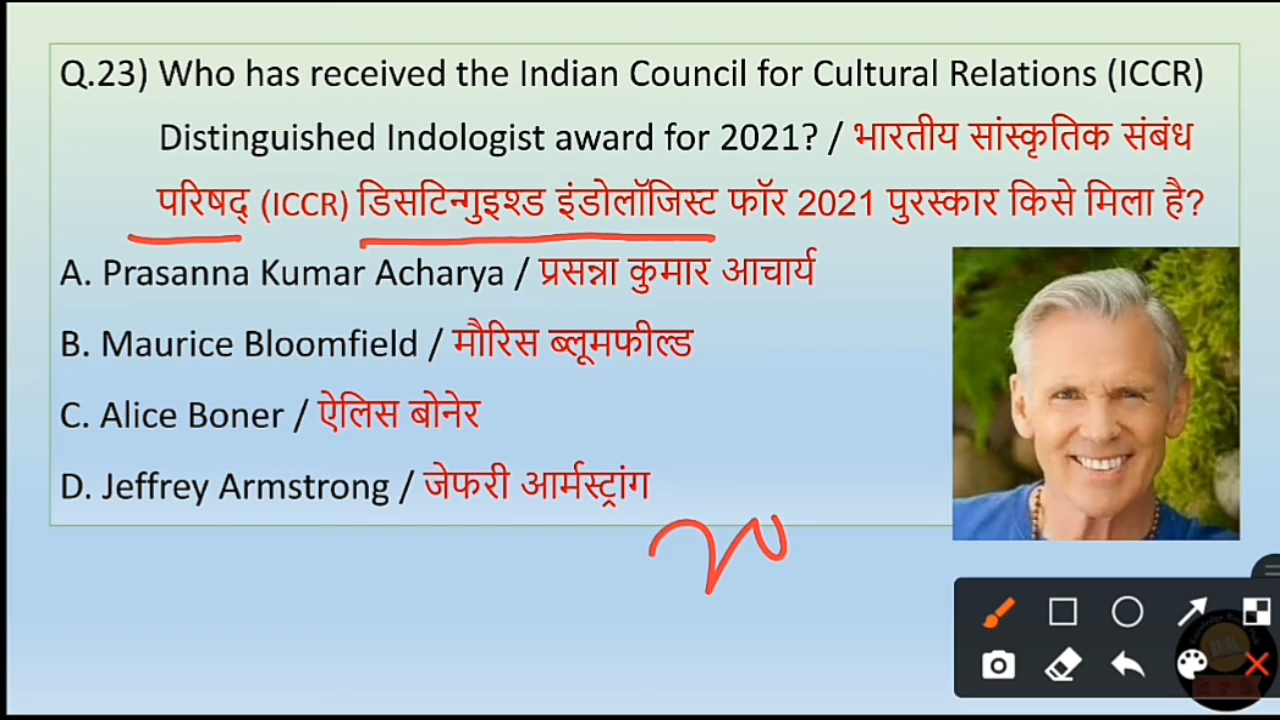 Q.23) Who has received the Indian Council for Cultural Relations (ICCR)
Distinguished Indologist award for 2021? / भारतीय सांस्कृतिक संबंध
परिषद् (ICCR) डिसटिन्गुइश्ड इंडोलॉजिस्ट फॉर 2021 पुरस्कार किसे मिला है?
A. Prasanna Kumar Acharya / प्रसन्ना कुमार आचार्य
B. Maurice Bloomfield / मौरिस ब्लूमफील्ड
C. Alice Boner / ऐलिस बोनेर
D. Jeffrey Armstrong / जेफरी आर्मस्ट्रांग